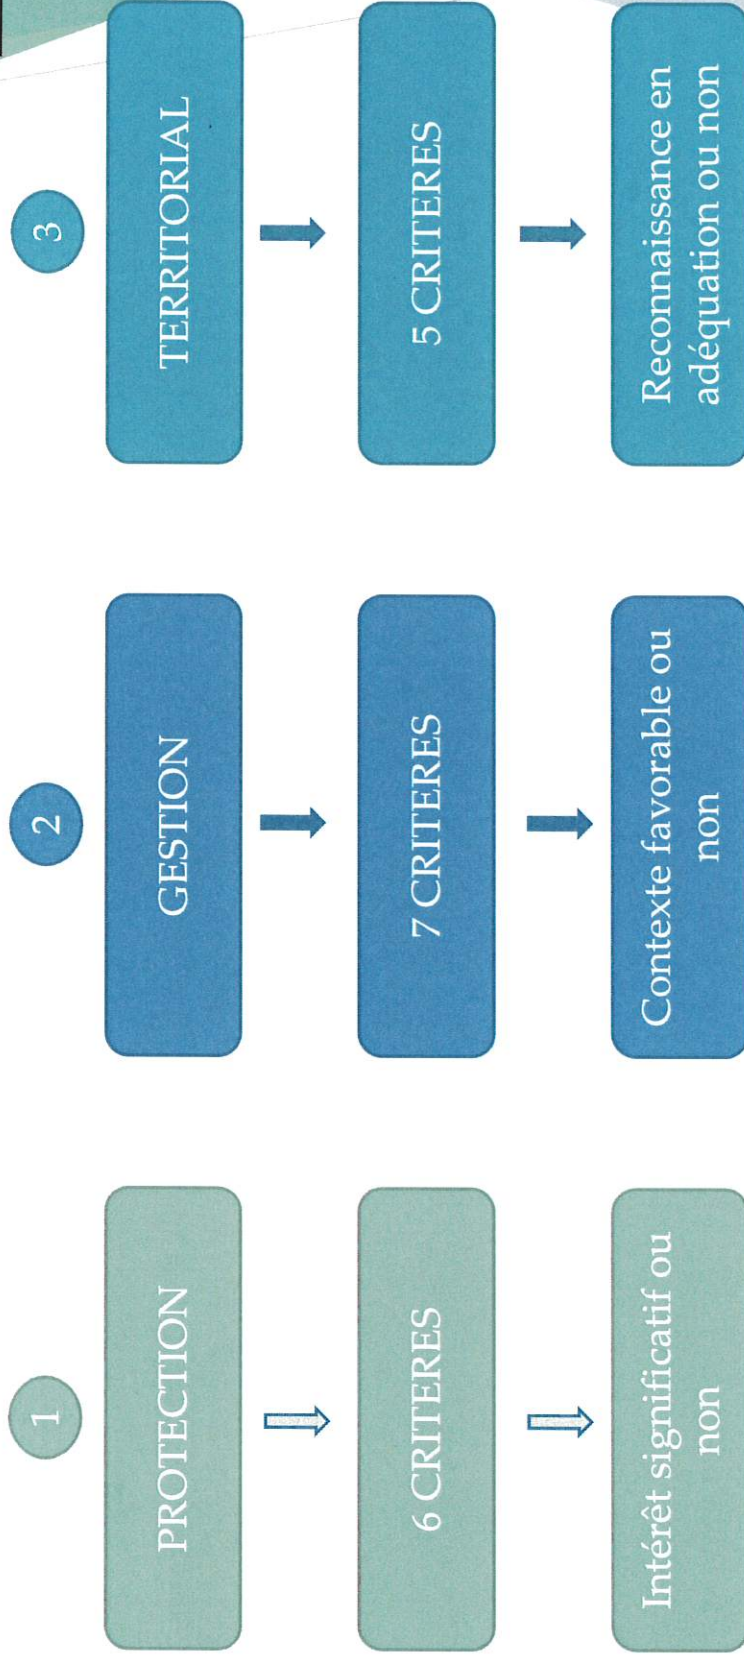 1
PROTECTION
6 CRITERES
Intérêt significatif ou
non
2
GESTION
7 CRITERES
Contexte favorable ou
non
3
TERRITORIAL
5 CRITERES
Reconnaissance en
adéquation ou non